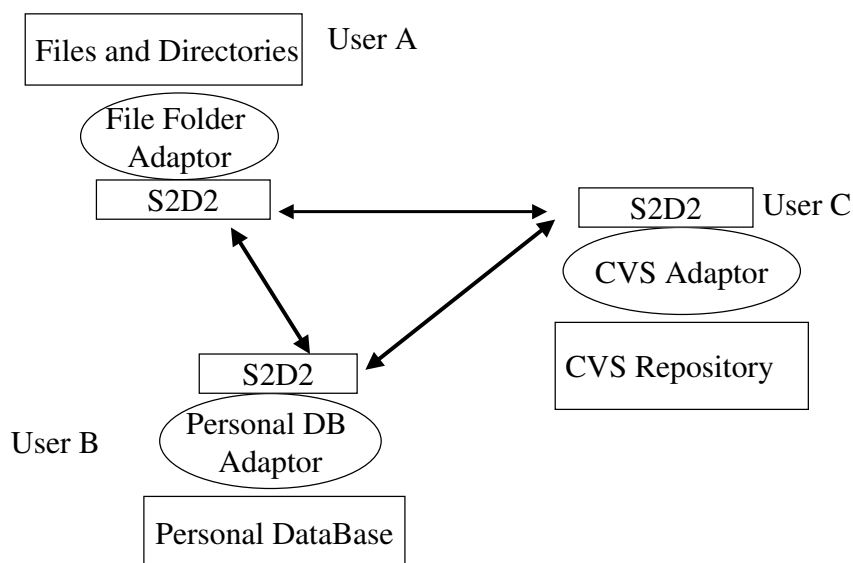 Files and Directories
User A
File Folder
Adaptor
S2D2
S2D2
User C
CVS Adaptor
CVS Repository
S2D2
User B
Personal DB
Adaptor
Personal DataBase